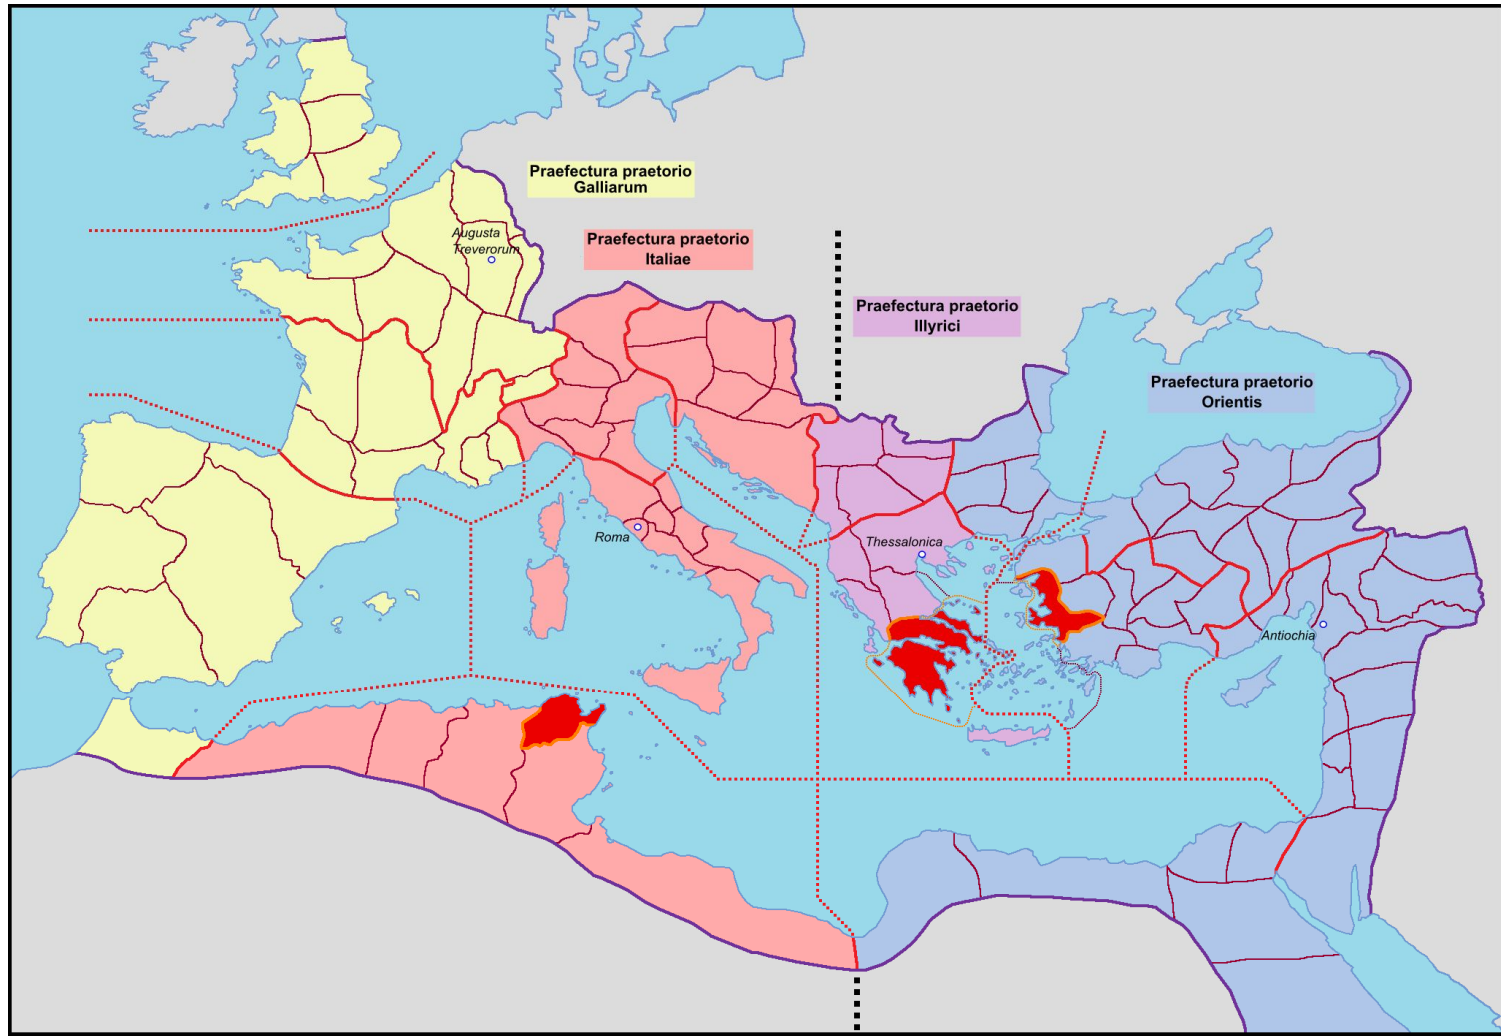 Praefectura praetorio
Galliarum
Augusta
Treverorum
Praefectura praetorio
Italiae
Praefectura praetorio
Illyrici
Praefectura praetorio
Orientis
Roma
Thessalonica
Antiochia